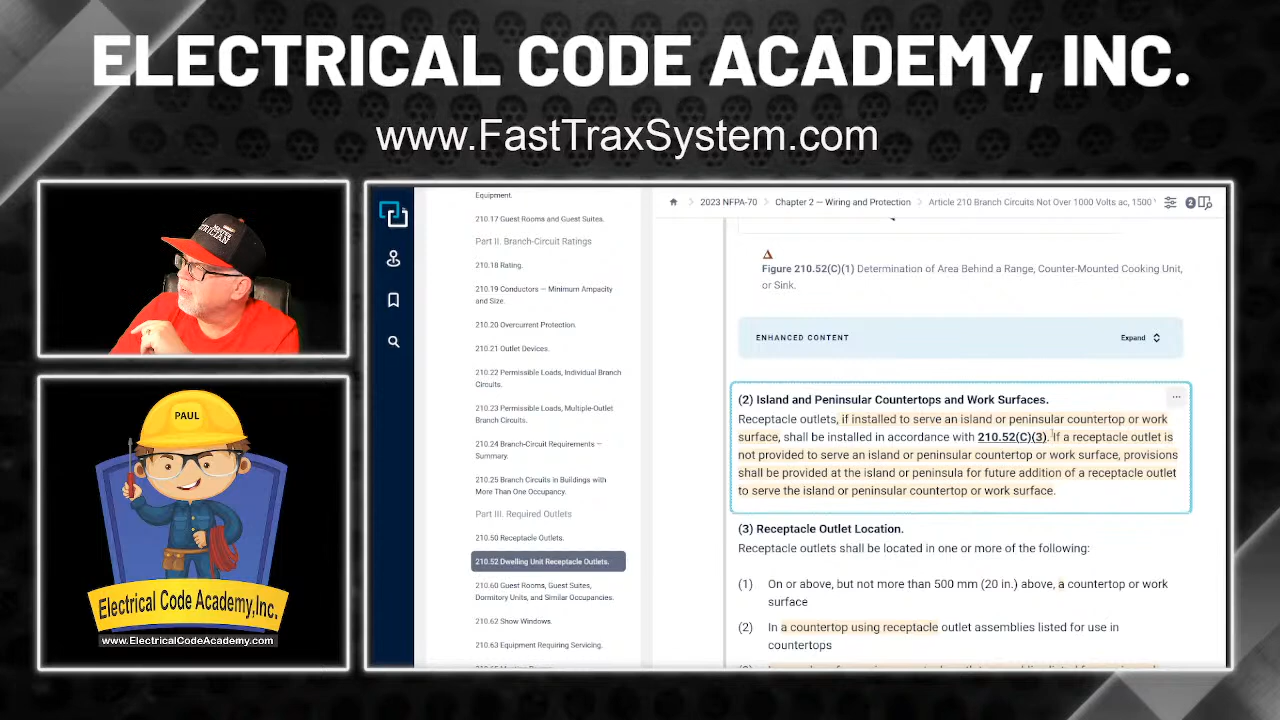 ELECTRICAL CODE ACADEMY, INC.
www.FastTraxSystem.com
PAUL
Electrical Code Academy,Inc.
www.ElectricalCodeAcademy.com
Equipment.
210.17 Guest Rooms and Guest Suites.
Part II. Branch-Circuit Ratings
210.18 Rating.
210.19 Conductors — Minimum Ampacity
and Size.
210.20 Overcurrent Protection.
210.21 Outlet Devices.
210.22 Permissible Loads, Individual Branch
Circuits.
210.23 Permissible Loads, Multiple-Outlet
Branch Circuits.
210.24 Branch-Circuit Requirements —
Summary.
210.25 Branch Circuits in Buildings with
More Than One Occupancy.
Part III. Required Outlets
210.50 Receptacle Outlets.
210.52 Dwelling Unit Receptacle Outlets.
210.60 Guest Rooms, Guest Suites,
Dormitory Units, and Similar Occupancies.
210.62 Show Windows.
210.63 Equipment Requiring Servicing.
2023 NFPA-70 > Chapter 2 — Wiring and Protection > Article 210 Branch Circuits Not Over 1000 Volts ac, 1500
2
Figure 210.52(C)(1) Determination of Area Behind a Range, Counter-Mounted Cooking Unit,
or Sink.
ENHANCED CONTENT Expand
(2) Island and Peninsular Countertops and Work Surfaces.
Receptacle outlets, if installed to serve an island or peninsular countertop or work
surface, shall be installed in accordance with 210.52(C)(3). If a receptacle outlet is
not provided to serve an island or peninsular countertop or work surface, provisions
shall be provided at the island or peninsula for future addition of a receptacle outlet
to serve the island or peninsular countertop or work surface.
(3) Receptacle Outlet Location.
Receptacle outlets shall be located in one or more of the following:
(1) On or above, but not more than 500 mm (20 in.) above, a countertop or work
surface
(2) In a countertop using receptacle outlet assemblies listed for use in
countertops